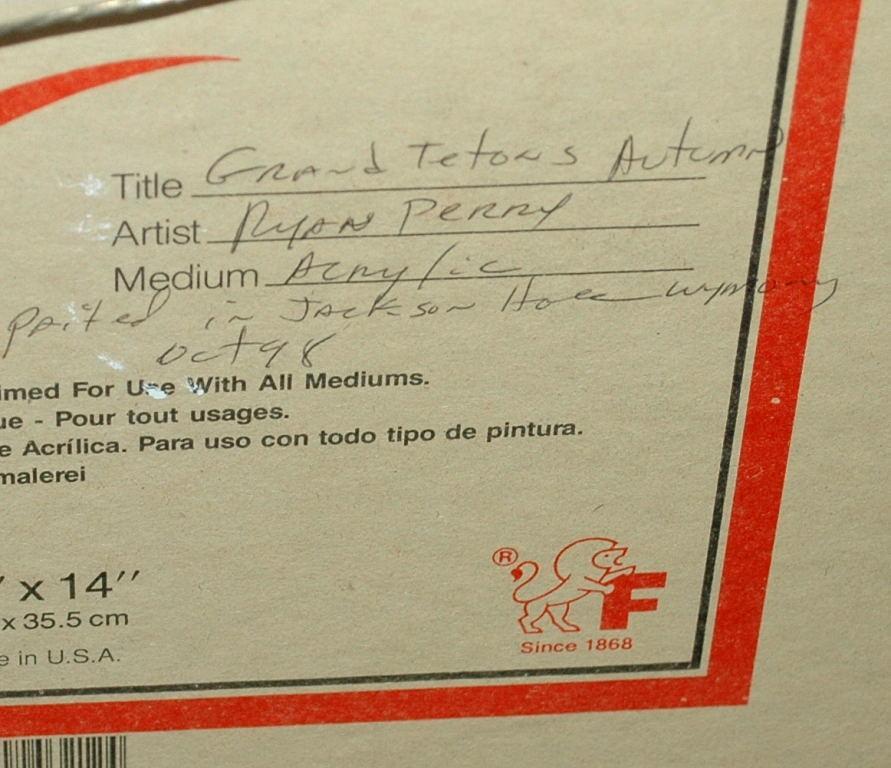 Title Grand Tetons Autumn
Artist Ryan Perry
Medium Acrylic
Paited in Jackson Hole Wymony
Oct 98
imed For Use With All Mediums.
ue - Pour tout usages.
e Acrílica. Para uso con todo tipo de pintura.
malerei
" x 14"
x 35.5 cm
e in U.S.A.
® F
Since 1868